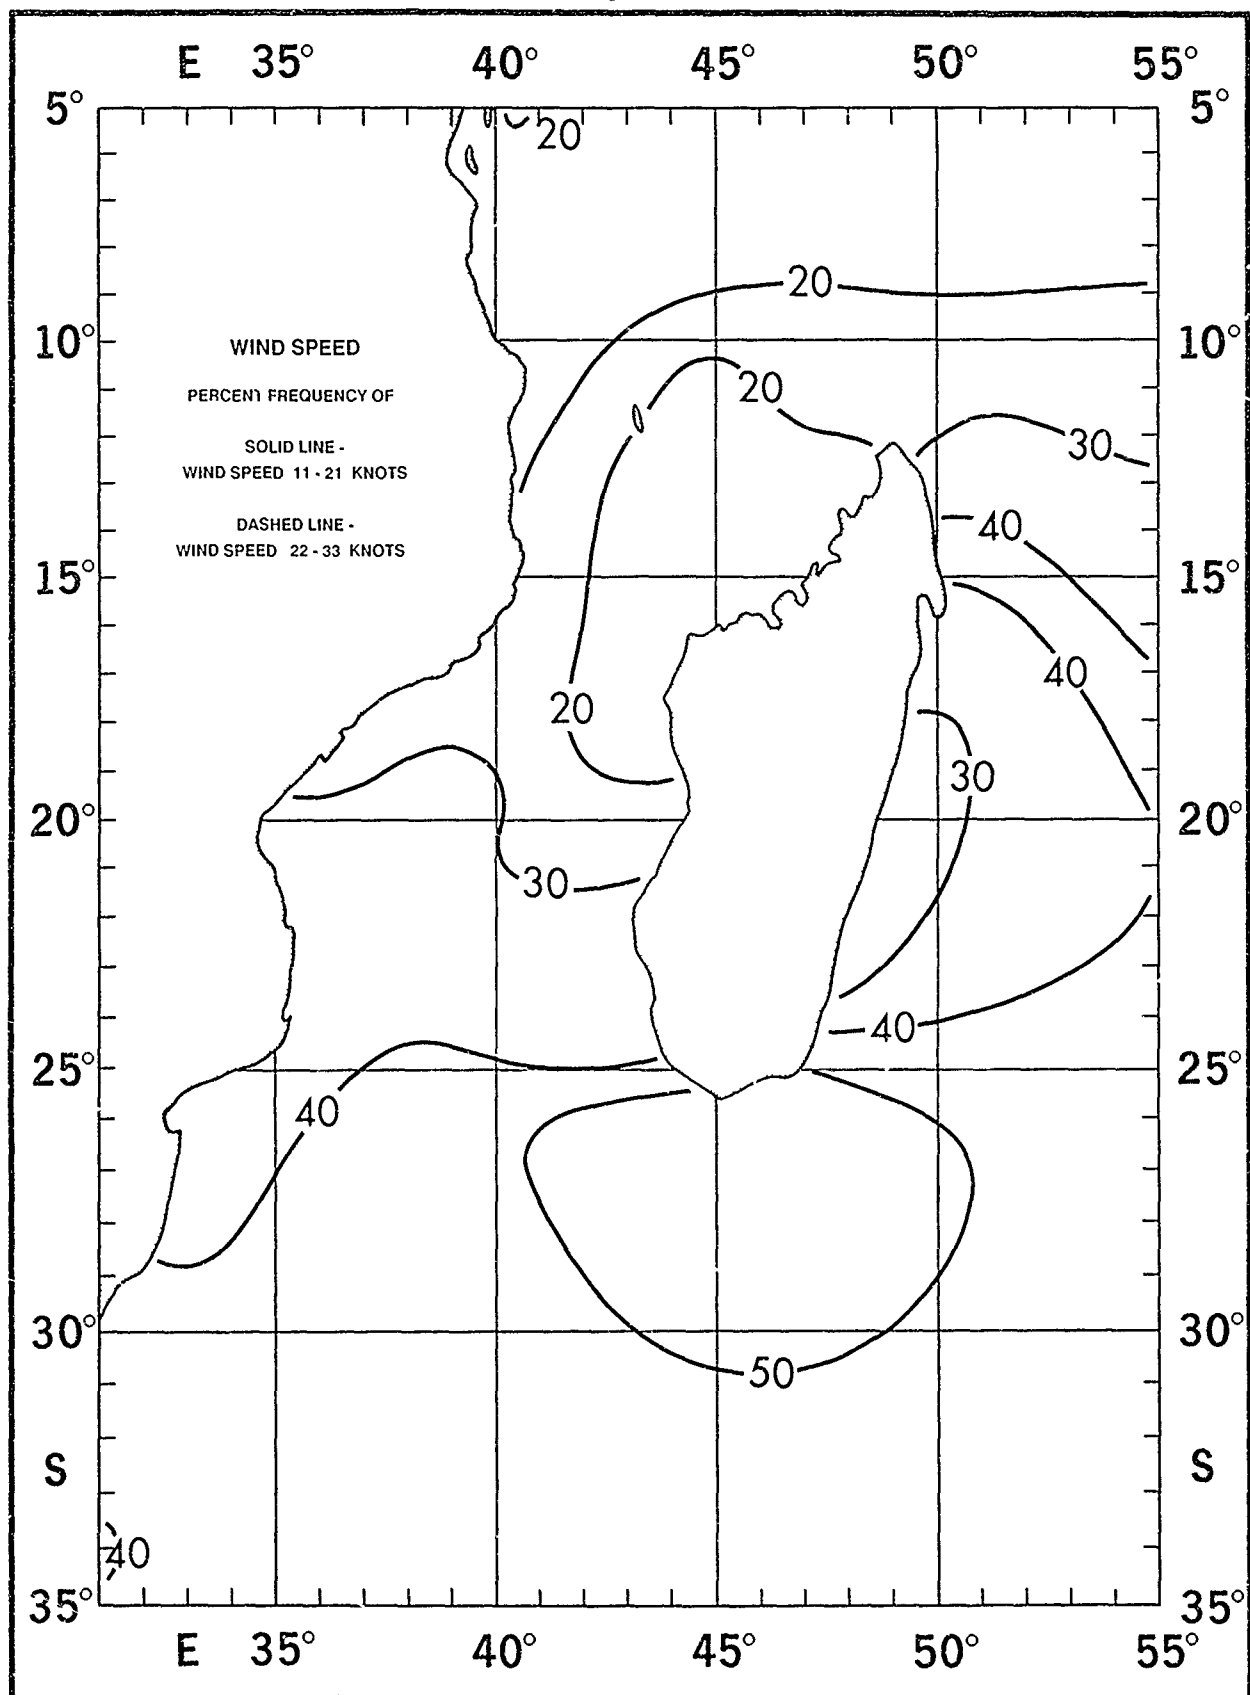 E 35° 40° 45° 50° 55°
5° 5°
20
20
10° 10°
WIND SPEED
PERCENT FREQUENCY OF
20
SOLID LINE -
30
WIND SPEED 11 - 21 KNOTS
DASHED LINE -
40
WIND SPEED 22 - 33 KNOTS
15° 15°
40
20
30
20° 20°
30
40
25° 25°
40
30° 30°
50
S S
40
35° 35°
E 35° 40° 45° 50° 55°